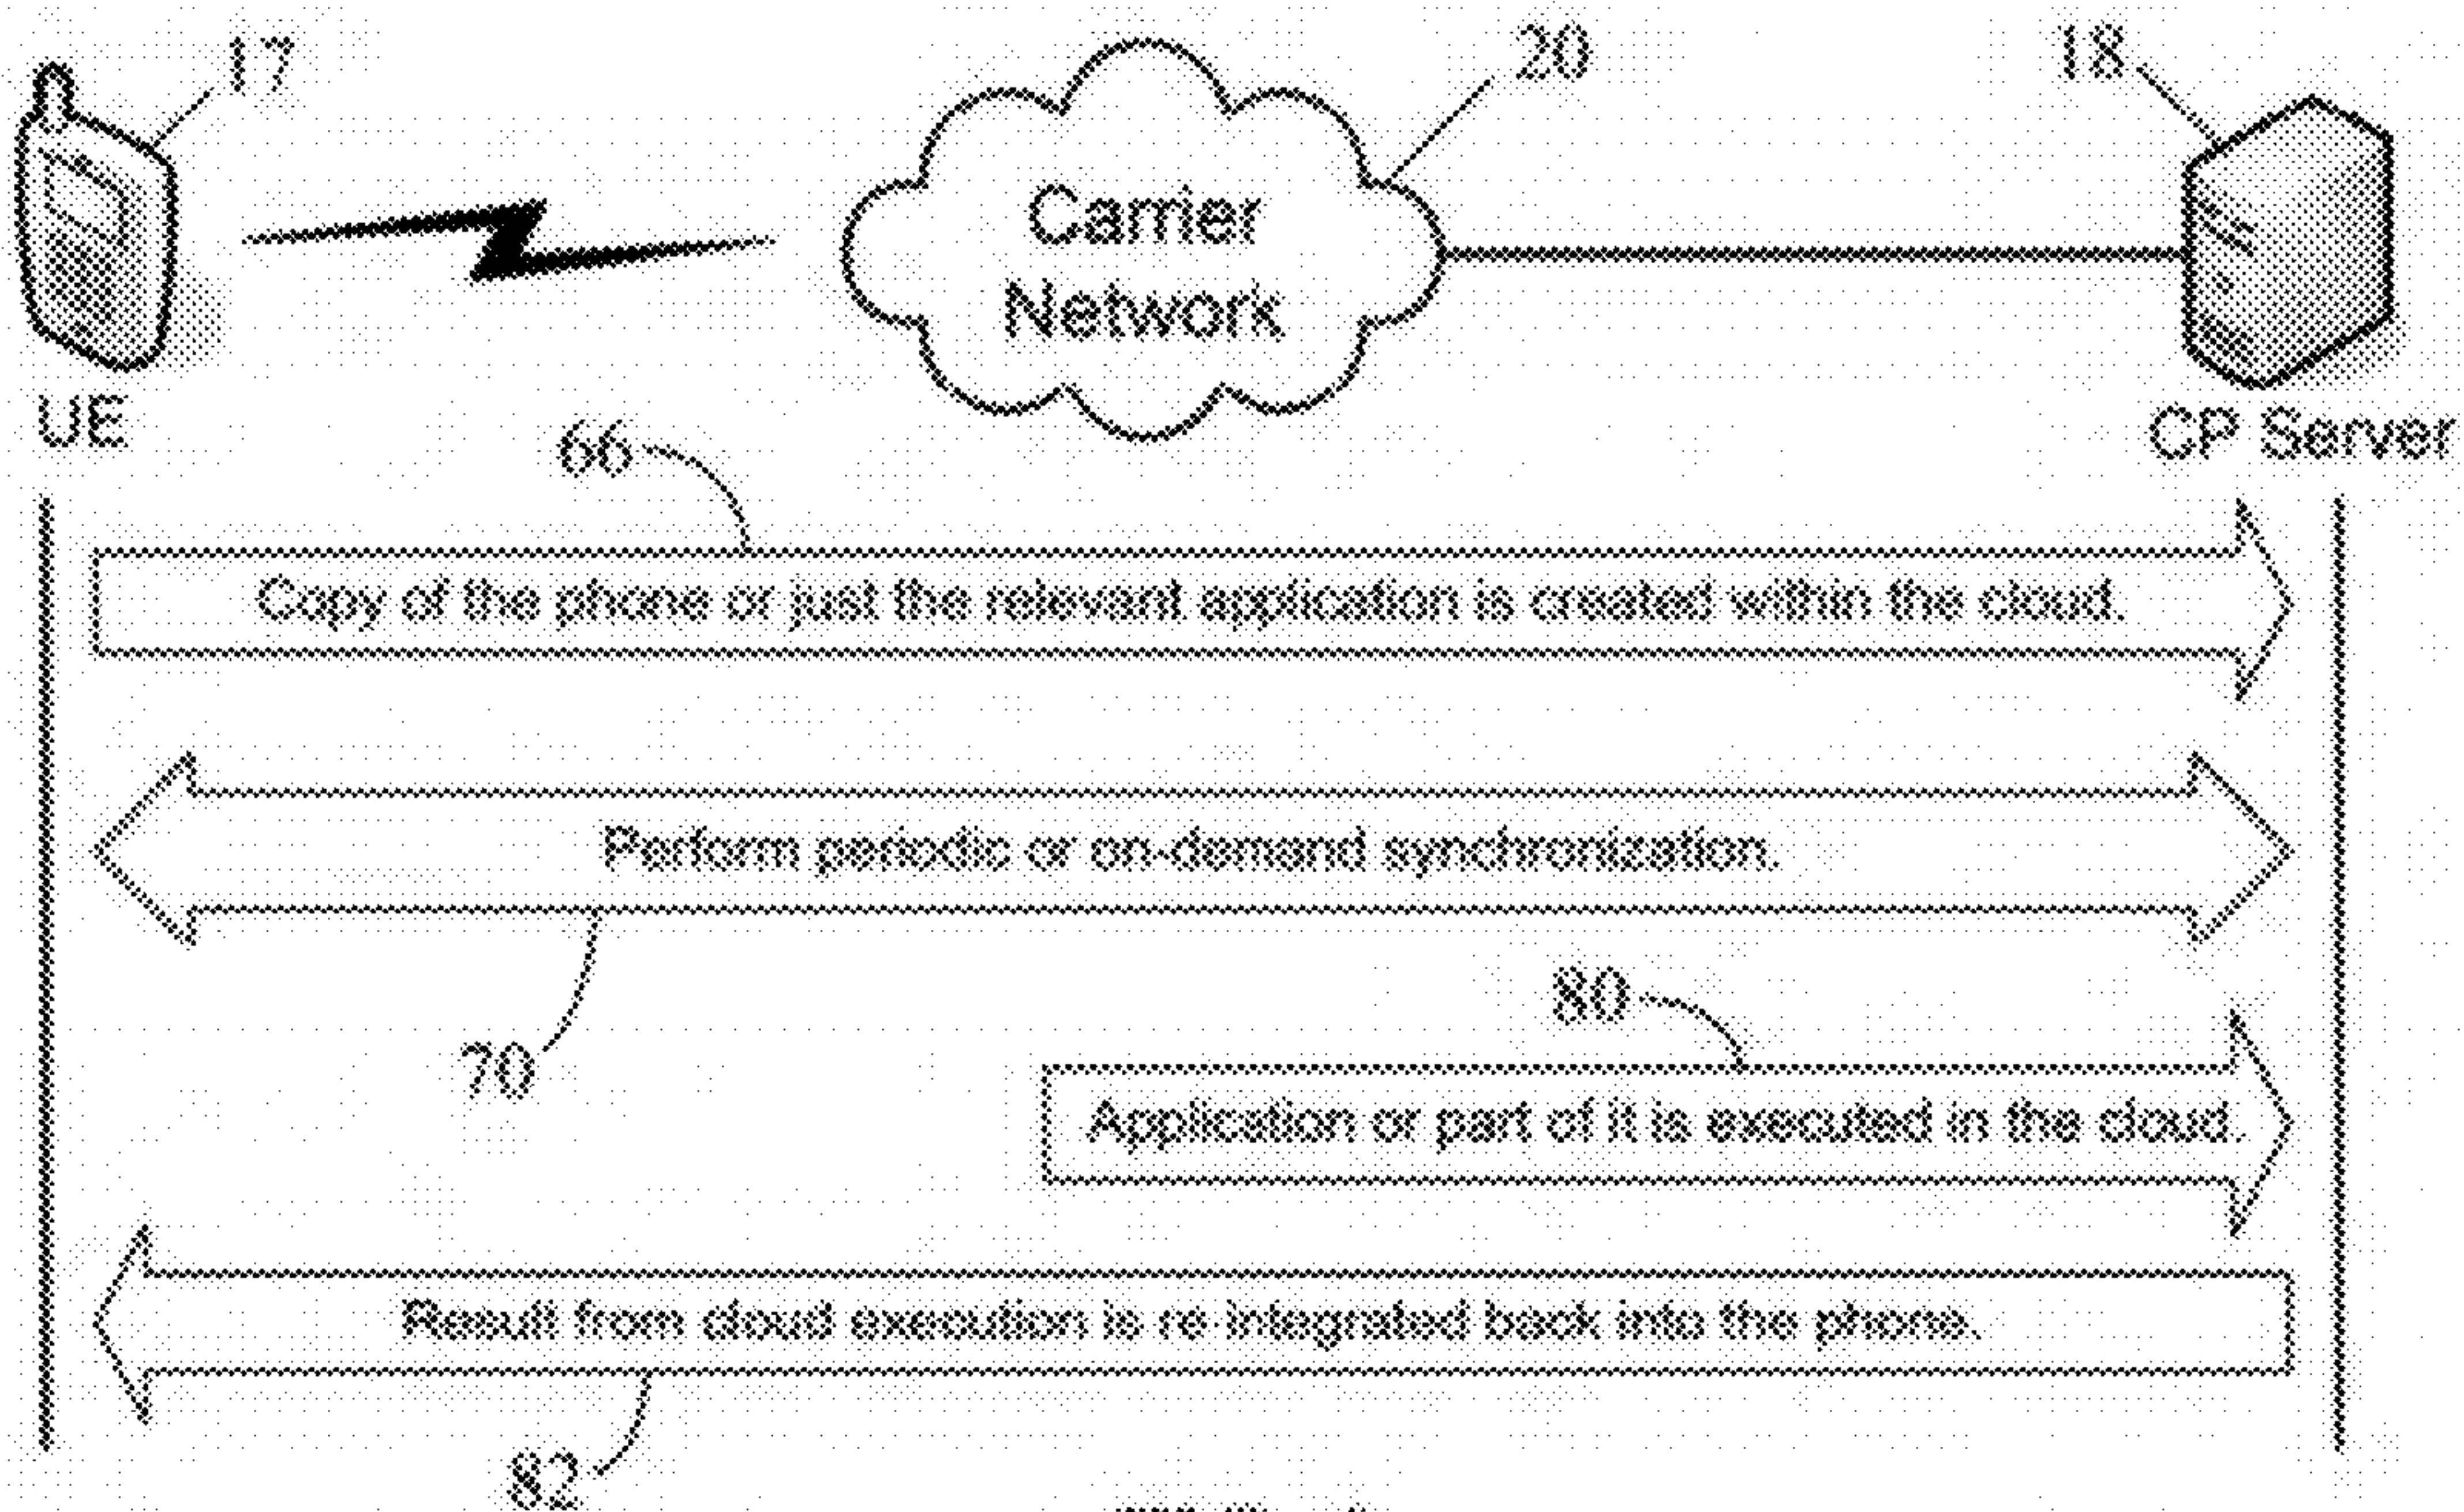 17
20
18
Carrier
Network
UE
CP Server
66
Copy of the phone or just the relevant application is created within the cloud.
Perform periodic or on-demand synchronization.
70
80
Application or part of it is executed in the cloud.
Result from cloud execution is re-integrated back into the phone.
82